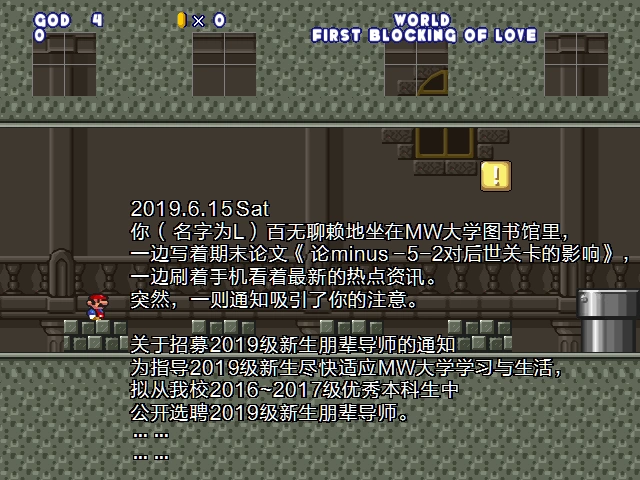 GOD 4
× 0
WORLD
0
FIRST BLOCKING OF LOVE
!
2019.6.15 Sat
你（名字为L）百无聊赖地坐在MW大学图书馆里，
一边写着期末论文《论minus－5－2对后世关卡的影响》，
一边刷着手机看着最新的热点资讯。
突然，一则通知吸引了你的注意。
关于招募2019级新生朋辈导师的通知
为指导2019级新生尽快适应MW大学学习与生活，
拟从我校2016~2017级优秀本科生中
公开选聘2019级新生朋辈导师。
... ...
... ...